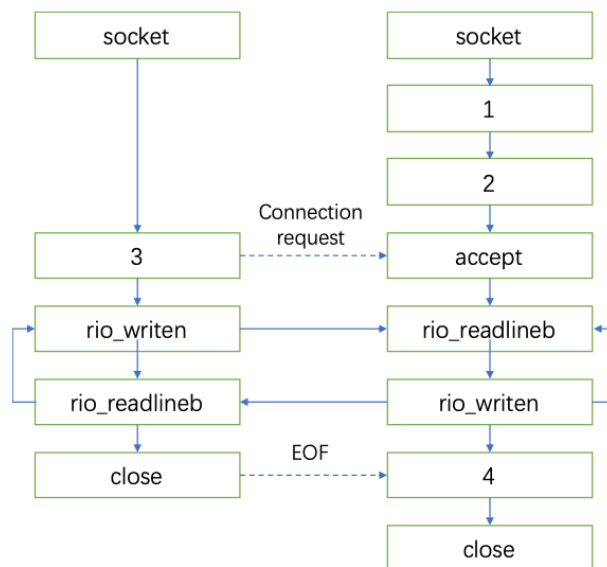 socket
socket
1
2
Connection
request
3
accept
rio_writen
rio_readlineb
rio_readlineb
rio_writen
EOF
close
4
close